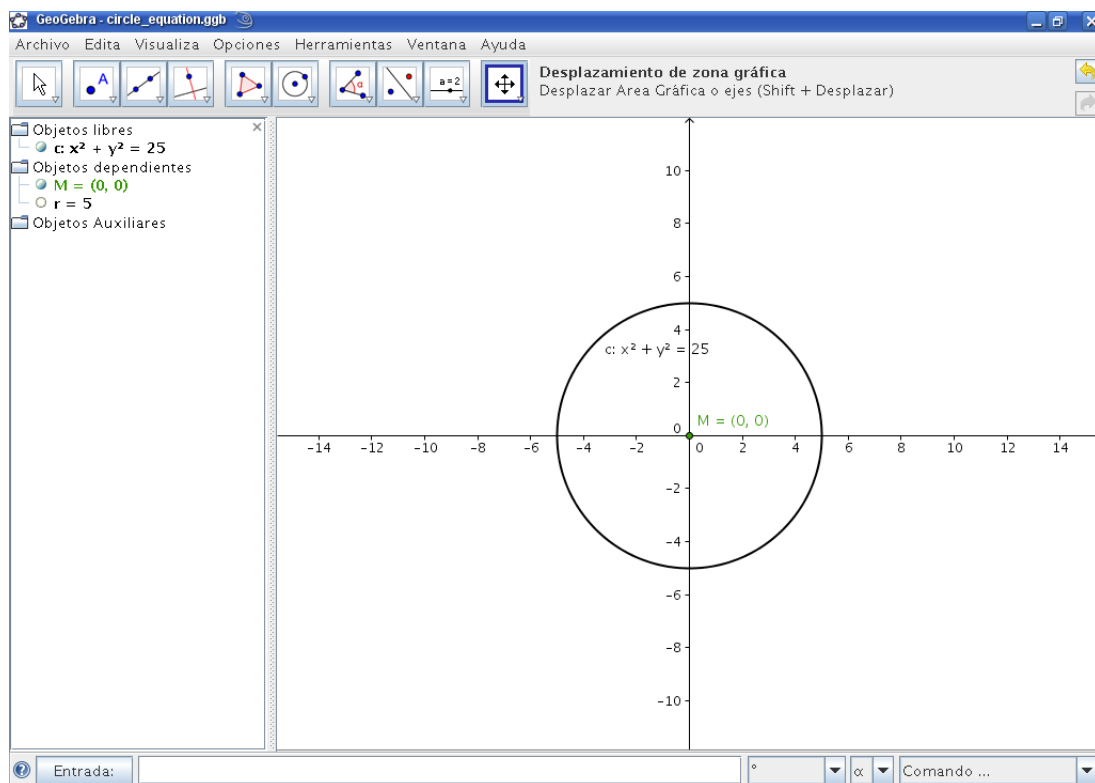 GeoGebra - circle_equation.ggb
Archivo Edita Visualiza Opciones Herramientas Ventana Ayuda
A
α
a=2
Desplazamiento de zona gráfica
Desplazar Area Gráfica o ejes (Shift + Desplazar)
Objetos libres
c: x² + y² = 25
Objetos dependientes
M = (0, 0)
r = 5
Objetos Auxiliares
10
8
6
4
c: x² + y² = 25
2
M = (0, 0)
0
-14 -12 -10 -8 -6 -4 -2 0 2 4 6 8 10 12 14
-2
-4
-6
-8
-10
Entrada:
° α Comando ...